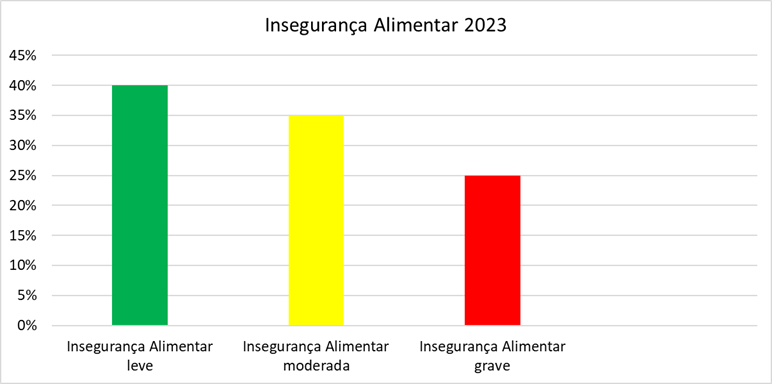 Insegurança Alimentar 2023
45%
40%
35%
30%
25%
20%
15%
10%
5%
0%
Insegurança Alimentar
leve
Insegurança Alimentar
moderada
Insegurança Alimentar
grave